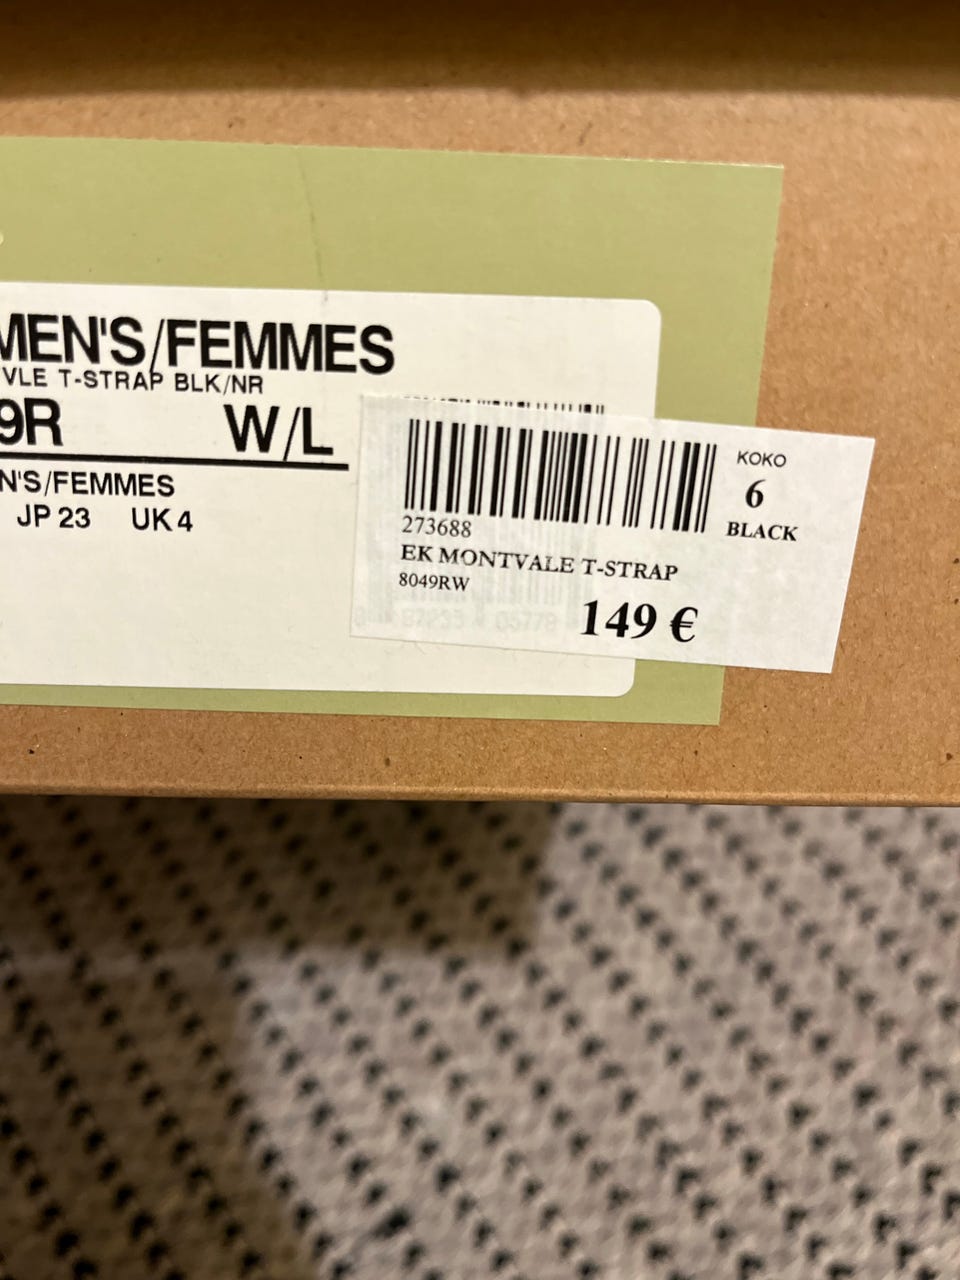 MEN'S/FEMMES
VLE T-STRAP BLK/NR
9R W/L
N'S/FEMMES
JP 23 UK 4
KOKO
6
BLACK
273688
EK MONTVALE T-STRAP
8049RW
149 €